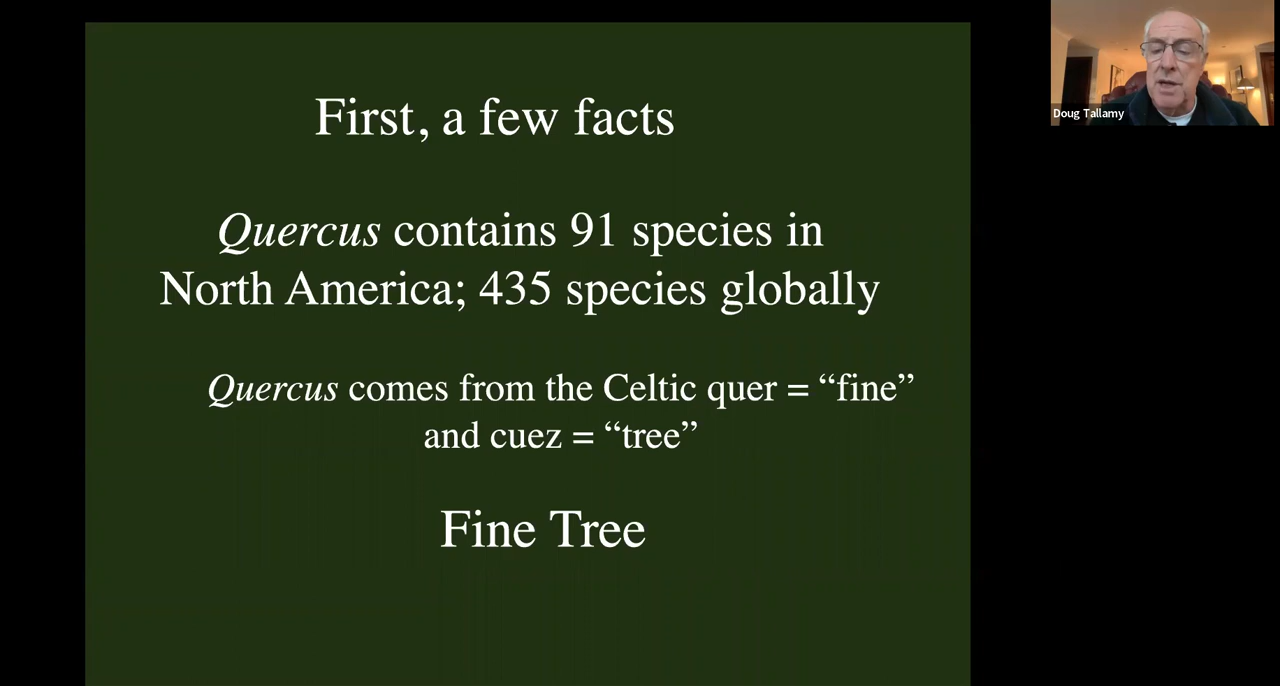 First, a few facts
Quercus contains 91 species in
North America; 435 species globally
Quercus comes from the Celtic quer = “fine”
and cuez = “tree”
Fine Tree
Doug Tallamy